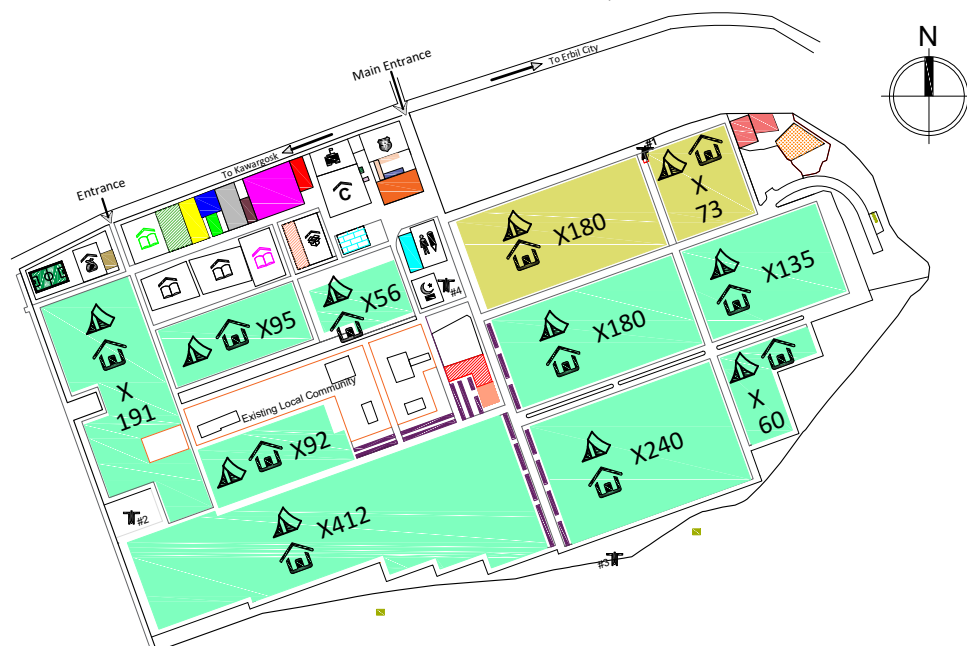 N
To Erbil City
Main Entrance
To Kawargosk
Entrance
C
#1
X
73
X180
X135
X56
#4
X95
X180
X
191
Existing Local Community
X
60
X92
X240
X412
#2
#3